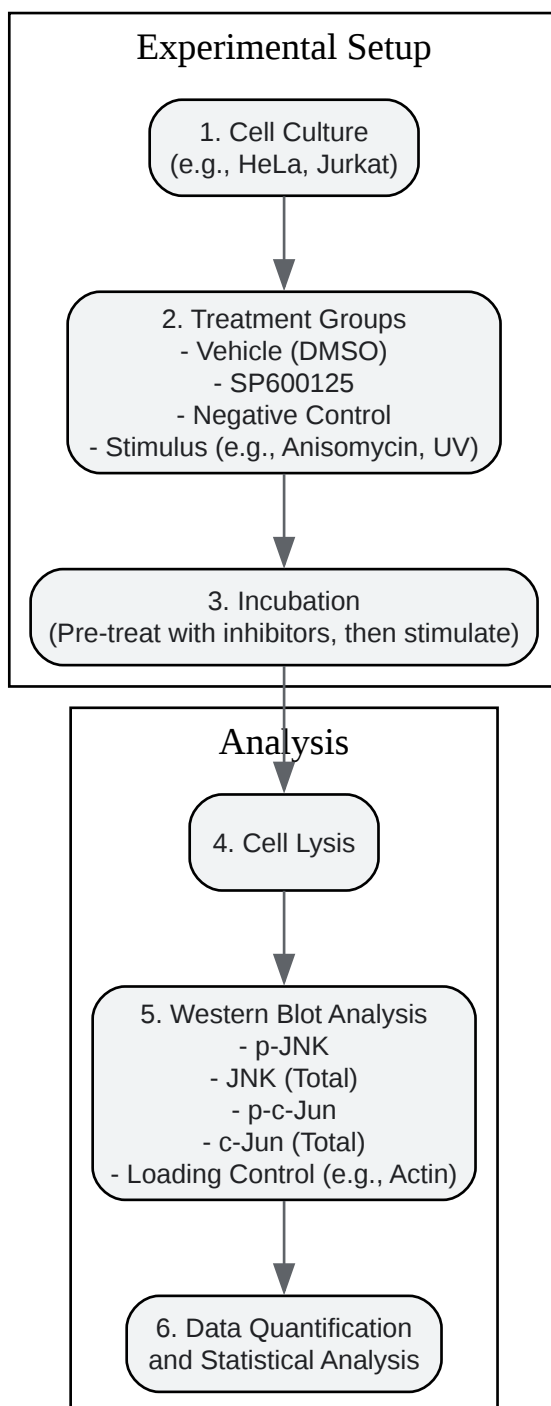 Experimental Setup
1. Cell Culture
(e.g., HeLa, Jurkat)
2. Treatment Groups
- Vehicle (DMSO)
- SP600125
- Negative Control
- Stimulus (e.g., Anisomycin, UV)
3. Incubation
(Pre-treat with inhibitors, then stimulate)
Analysis
4. Cell Lysis
5. Western Blot Analysis
- p-JNK
- JNK (Total)
- p-c-Jun
- c-Jun (Total)
- Loading Control (e.g., Actin)
6. Data Quantification
and Statistical Analysis